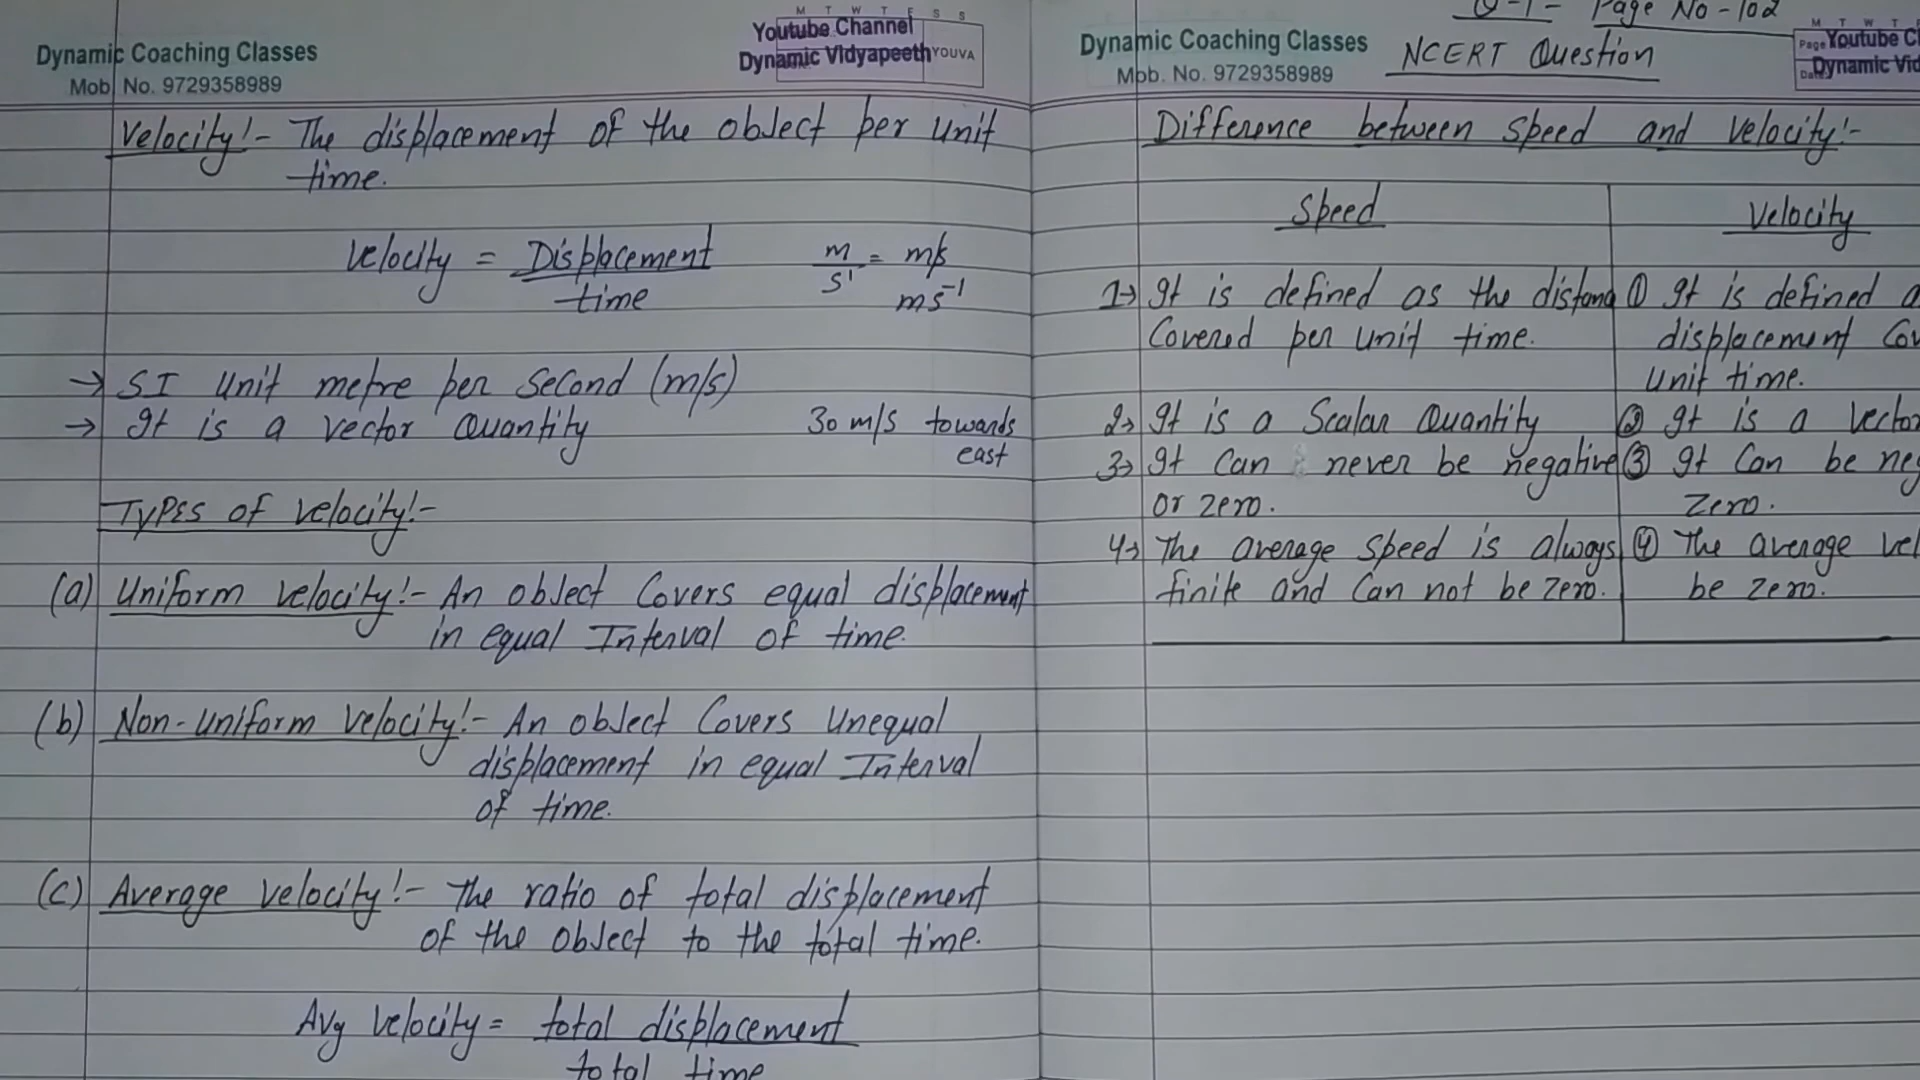 M T W T F S S
Youtube Channel
Dynamic Coaching Classes
Dynamic Vidyapeeth YOUVA
Mob. No. 9729358989
Velocity:- The displacement of the object per unit
time.
Velocity = Displacement / time
m/s = m/s
ms⁻¹
→ SI unit metre per second (m/s)
→ It is a vector Quantity 30 m/s towards
east
Types of velocity:-
(a) Uniform velocity:- An object Covers equal displacement
in equal Interval of time.
(b) Non-uniform Velocity:- An object Covers Unequal
displacement in equal Interval
of time.
(c) Average velocity:- The ratio of total displacement
of the object to the total time.
Avg velocity = total displacement
total time
Q-1- Page No-102
M T W T
Dynamic Coaching Classes NCERT Question Page Youtube
Mob. No. 9729358989 Dynamic
Difference between Speed and Velocity:-
Speed Velocity
1→ It is defined as the distanc ① It is defined
Covered per unit time. displacement
unit time.
2→ It is a Scalar Quantity ② It is a vector
3→ It Can never be negative ③ It Can be
or zero. Zero.
4→ The average speed is always ④ The average
finite and Can not be zero. be zero.